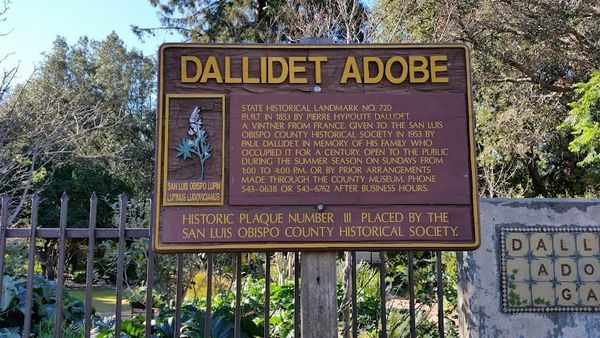 DALLIDET ADOBE
STATE HISTORICAL LANDMARK NO. 720
BUILT IN 1853 BY PIERRE HYPOLITE DALLIDET,
A VINTNER FROM FRANCE. GIVEN TO THE SAN LUIS
OBISPO COUNTY HISTORICAL SOCIETY IN 1953 BY
PAUL DALLIDET, IN MEMORY OF HIS FAMILY WHO
OCCUPIED IT FOR A CENTURY. OPEN TO THE PUBLIC
DURING THE SUMMER SEASON ON SUNDAYS FROM
1:00 TO 4:00 P.M. OR BY PRIOR ARRANGEMENTS
MADE THROUGH THE COUNTY MUSEUM. PHONE
543-0638 OR 543-6762 AFTER BUSINESS HOURS.
SAN LUIS OBISPO LUPIN
LUPINUS LUDOVICIANUS
HISTORIC PLAQUE NUMBER III PLACED BY THE
SAN LUIS OBISPO COUNTY HISTORICAL SOCIETY.
DALL
ADO
GA